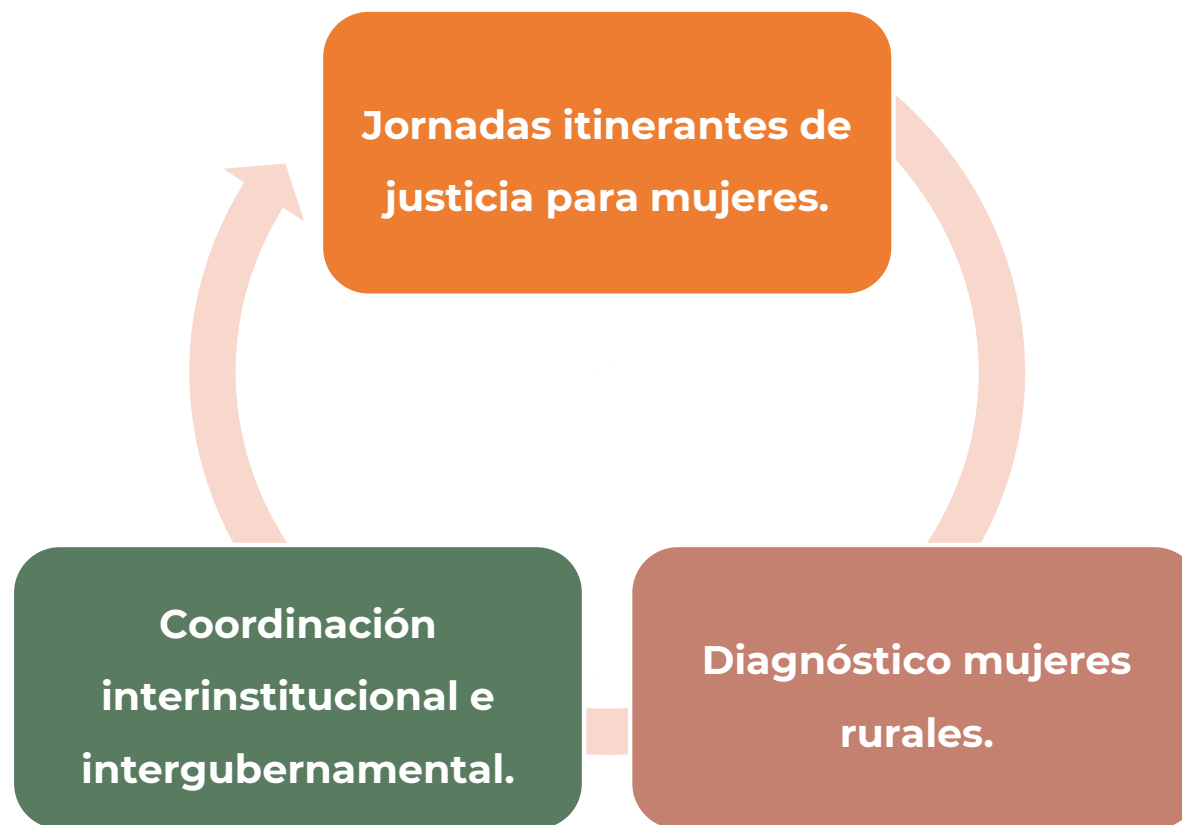 Jornadas itinerantes de
justicia para mujeres.
Coordinación
interinstitucional e
intergubernamental.
Diagnóstico mujeres
rurales.